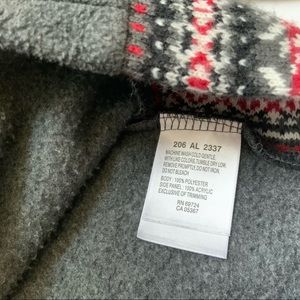 206 AL 2337
MACHINE WASH COLD GENTLE,
WITH LIKE COLORS, TUMBLE DRY LOW,
REMOVE PROMPTLY, DO NOT IRON,
DO NOT BLEACH
BODY : 100% POLYESTER
SIDE PANEL : 100% ACRYLIC
EXCLUSIVE OF TRIMMING
RN 69724
CA 05367